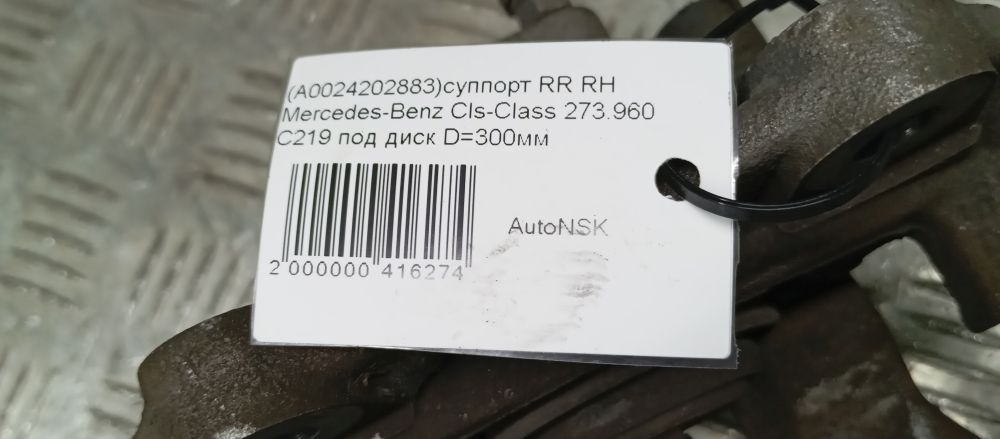 (A0024202883)суппорт RR RH
Mercedes-Benz Cls-Class 273.960
C219 под диск D=300мм
AutoNSK
2 000000 416274